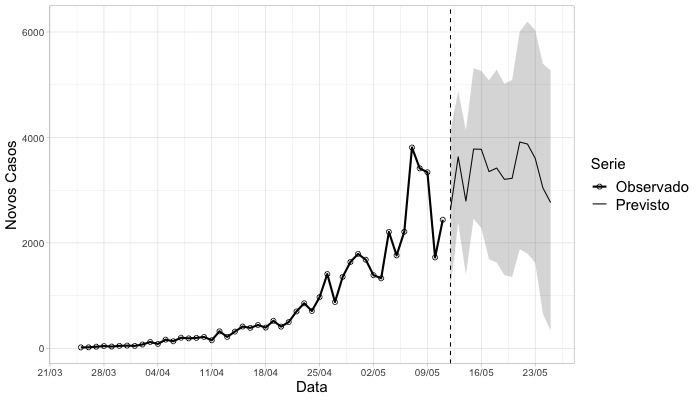 6000
4000
2000
0
Novos Casos
21/03 28/03 04/04 11/04 18/04 25/04 02/05 09/05 16/05 23/05
Data
Serie
Observado
Previsto